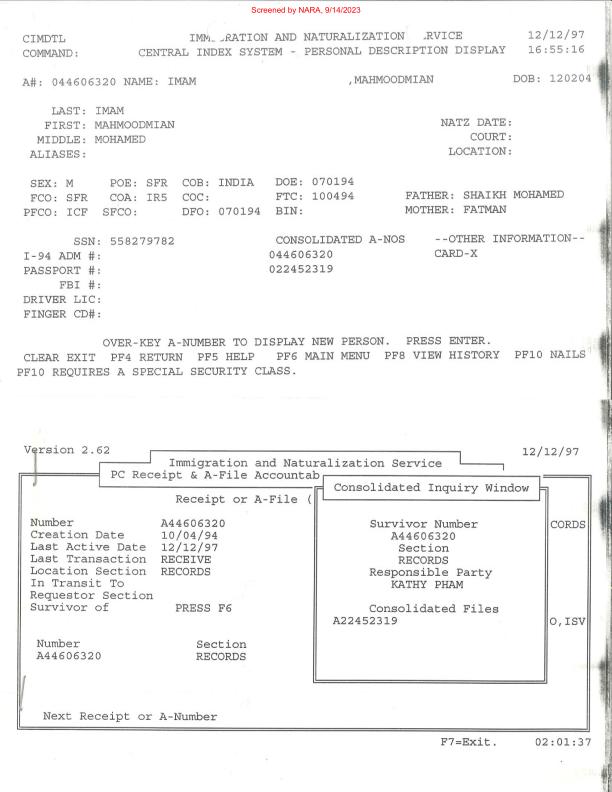 Screened by NARA, 9/14/2023
CIMDTL IMM RATION AND NATURALIZATION RVICE 12/12/97
COMMAND: CENTRAL INDEX SYSTEM - PERSONAL DESCRIPTION DISPLAY 16:55:16
A#: 044606320 NAME: IMAM ,MAHMOODMIAN DOB: 120204
LAST: IMAM
FIRST: MAHMOODMIAN NATZ DATE:
MIDDLE: MOHAMED COURT:
ALIASES: LOCATION:
SEX: M POE: SFR COB: INDIA DOE: 070194
FCO: SFR COA: IR5 COC: FTC: 100494 FATHER: SHAIKH MOHAMED
PFCO: ICF SFCO: DFO: 070194 BIN: MOTHER: FATMAN
SSN: 558279782 CONSOLIDATED A-NOS --OTHER INFORMATION--
I-94 ADM #: 044606320 CARD-X
PASSPORT #: 022452319
FBI #:
DRIVER LIC:
FINGER CD#:
OVER-KEY A-NUMBER TO DISPLAY NEW PERSON. PRESS ENTER.
CLEAR EXIT PF4 RETURN PF5 HELP PF6 MAIN MENU PF8 VIEW HISTORY PF10 NAILS
PF10 REQUIRES A SPECIAL SECURITY CLASS.
Version 2.62 12/12/97
Immigration and Naturalization Service
PC Receipt & A-File Accountab
Consolidated Inquiry Window
Receipt or A-File (
Number A44606320 Survivor Number CORDS
Creation Date 10/04/94 A44606320
Last Active Date 12/12/97 Section
Last Transaction RECEIVE RECORDS
Location Section RECORDS Responsible Party
In Transit To KATHY PHAM
Requestor Section
Survivor of PRESS F6 Consolidated Files
A22452319 O,ISV
Number Section
A44606320 RECORDS
Next Receipt or A-Number
F7=Exit. 02:01:37